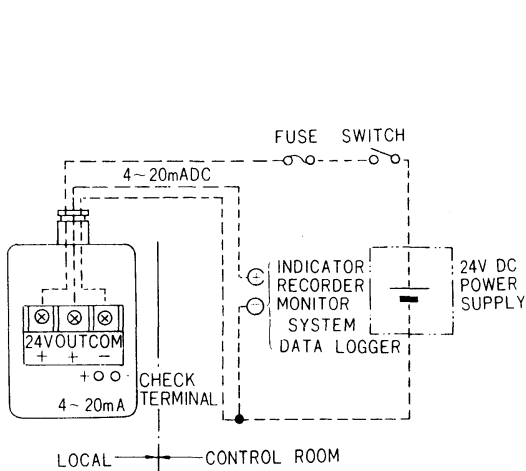 FUSE SWITCH
4~20mADC
INDICATOR
RECORDER
MONITOR
SYSTEM
DATA LOGGER
24V DC
POWER
SUPPLY
24V OUT COM
+ + −
+
CHECK
TERMINAL
4~20mA
LOCAL
CONTROL ROOM